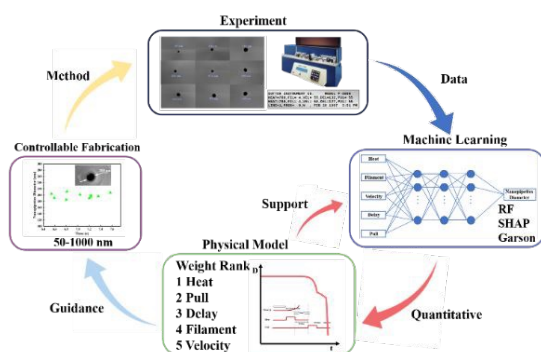 Experiment
Method
Data
Controllable Fabrication
Machine Learning
50-1000 nm
Heat
Filament
Velocity
Delay
Pull
Nanopipettes
Diameter
RF
SHAP
Garson
Support
Physical Model
Weight Rank
1 Heat
2 Pull
3 Delay
4 Filament
5 Velocity
D
t
Guidance
Quantitative